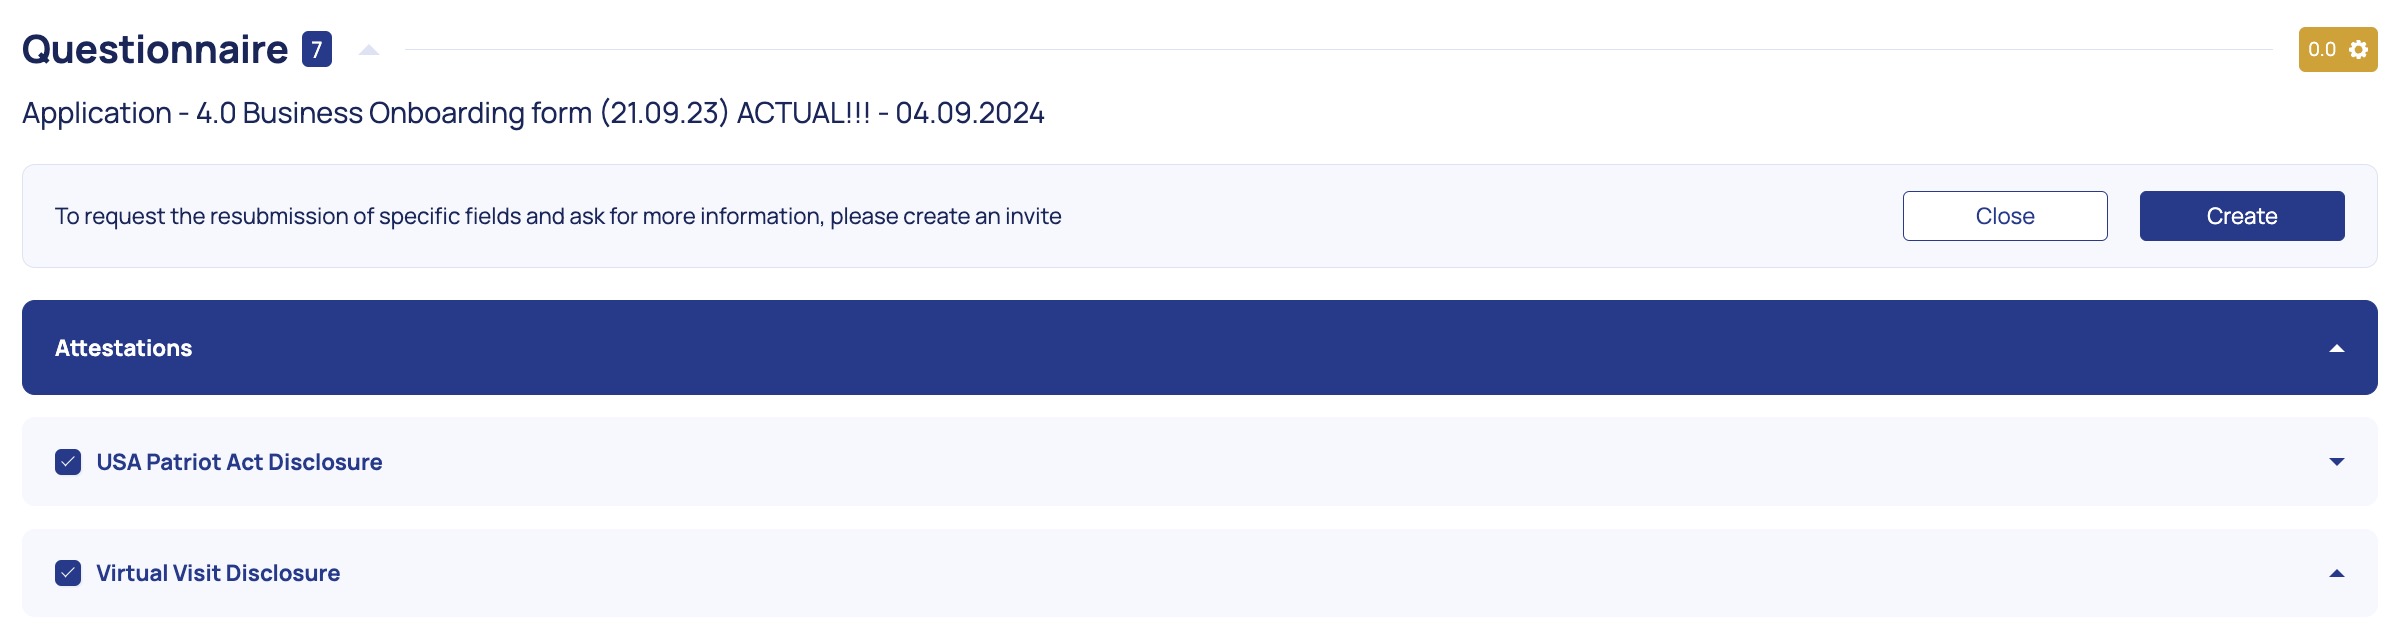 Questionnaire 7 0.0
Application - 4.0 Business Onboarding form (21.09.23) ACTUAL!!! - 04.09.2024
To request the resubmission of specific fields and ask for more information, please create an invite Close Create
Attestations
USA Patriot Act Disclosure
Virtual Visit Disclosure